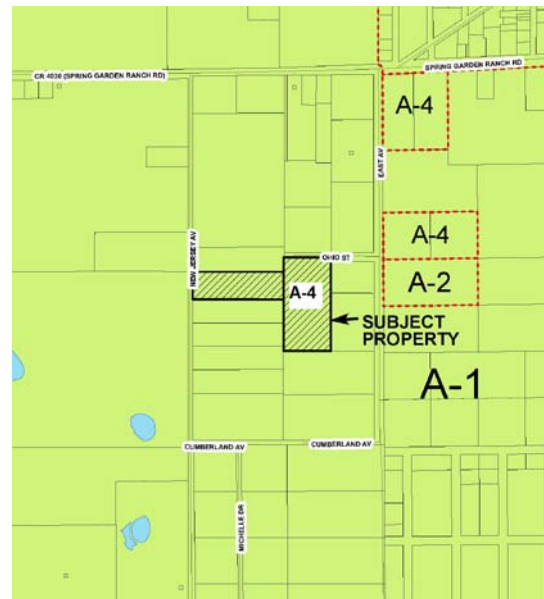 CR 4030 (SPRING GARDEN RANCH RD)
SPRING GARDEN RANCH RD
A-4
EAST AV
A-4
NEW JERSEY AV
OHIO ST
A-2
A-4
SUBJECT
PROPERTY
A-1
CUMBERLAND AV
CUMBERLAND AV
MICHELLE DR